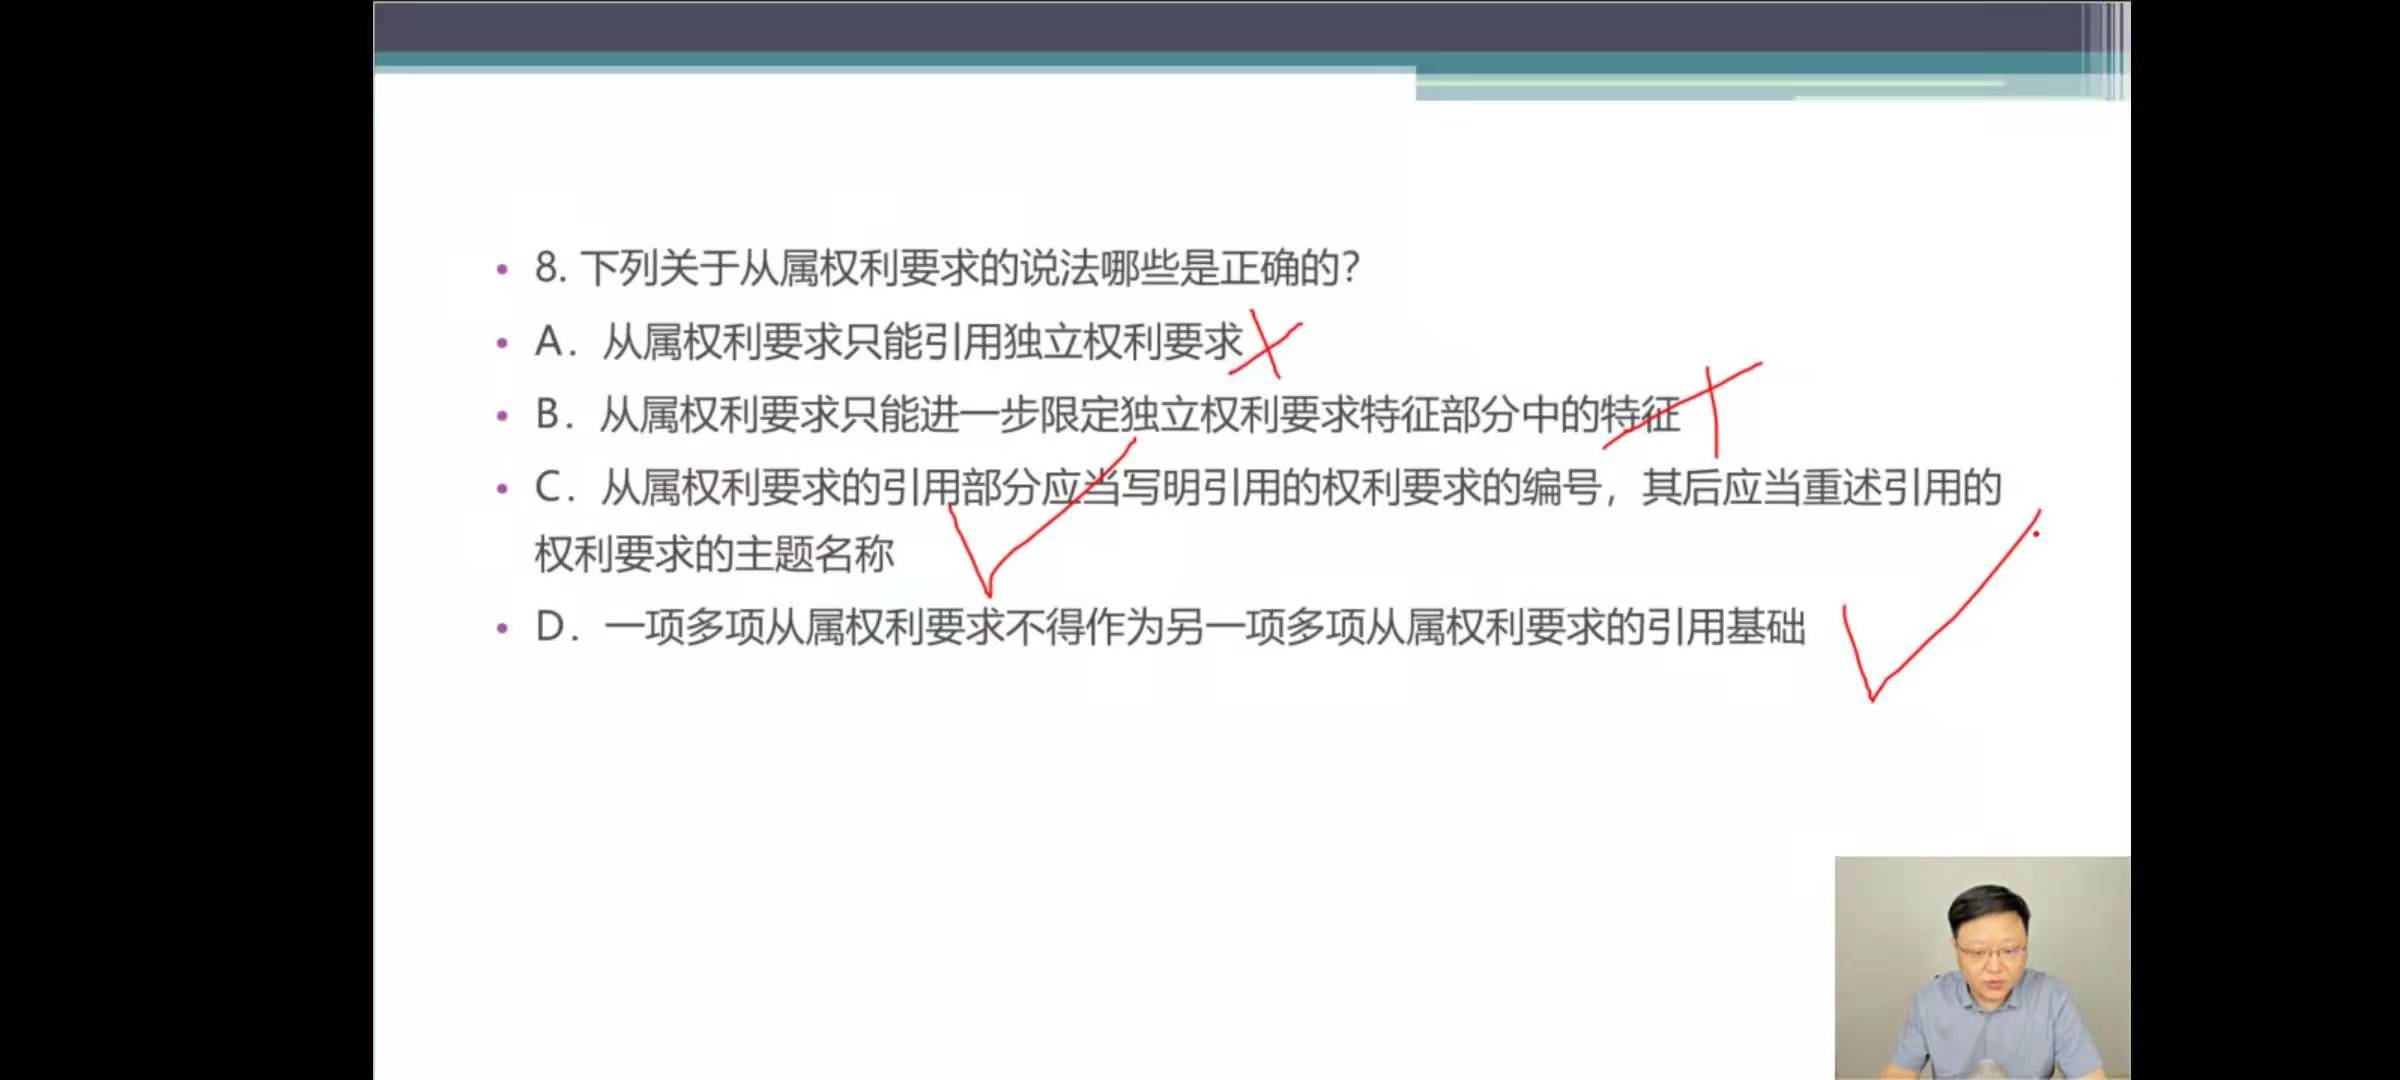 8. 下列关于从属权利要求的说法哪些是正确的？
A．从属权利要求只能引用独立权利要求
B．从属权利要求只能进一步限定独立权利要求特征部分中的特征
C．从属权利要求的引用部分应当写明引用的权利要求的编号，其后应当重述引用的
权利要求的主题名称
D．一项多项从属权利要求不得作为另一项多项从属权利要求的引用基础